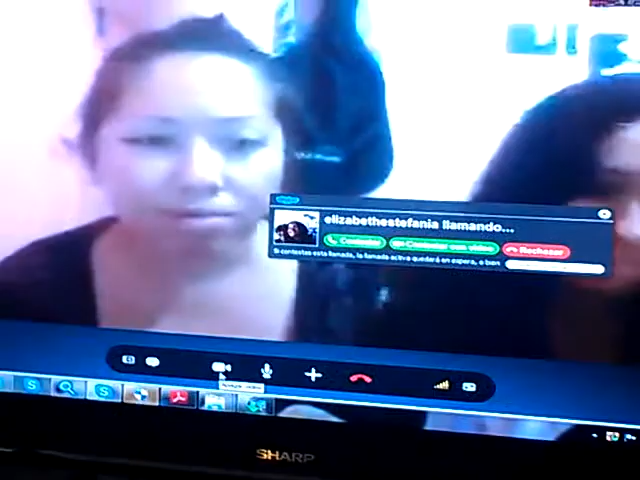 elizabethestefania llamando...
Contestar
Contestar con video
Rechazar
Si contestas esta llamada, la llamada activa quedará en espera, o bien
SHARP